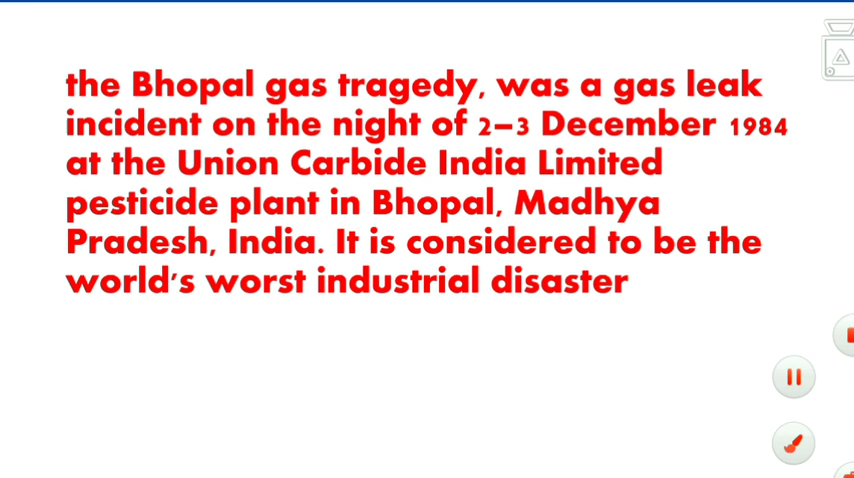 the Bhopal gas tragedy, was a gas leak
incident on the night of 2–3 December 1984
at the Union Carbide India Limited
pesticide plant in Bhopal, Madhya
Pradesh, India. It is considered to be the
world's worst industrial disaster